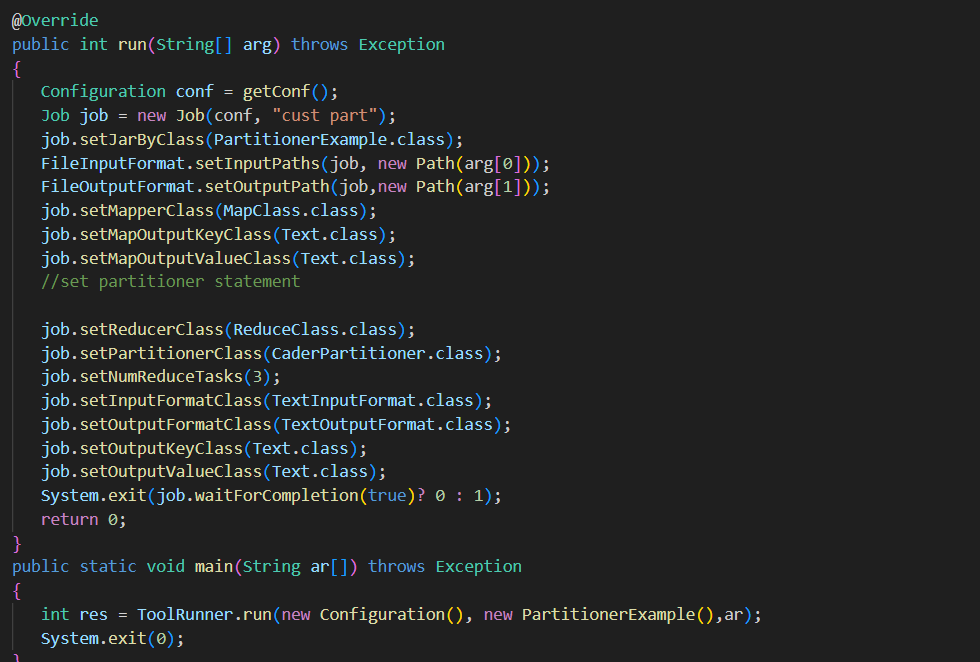 @Override
public int run(String[] arg) throws Exception
{
Configuration conf = getConf();
Job job = new Job(conf, "cust part");
job.setJarByClass(PartitionerExample.class);
FileInputFormat.setInputPaths(job, new Path(arg[0]));
FileOutputFormat.setOutputPath(job,new Path(arg[1]));
job.setMapperClass(MapClass.class);
job.setMapOutputKeyClass(Text.class);
job.setMapOutputValueClass(Text.class);
//set partitioner statement
job.setReducerClass(ReduceClass.class);
job.setPartitionerClass(CaderPartitioner.class);
job.setNumReduceTasks(3);
job.setInputFormatClass(TextInputFormat.class);
job.setOutputFormatClass(TextOutputFormat.class);
job.setOutputKeyClass(Text.class);
job.setOutputValueClass(Text.class);
System.exit(job.waitForCompletion(true)? 0 : 1);
return 0;
}
public static void main(String ar[]) throws Exception
{
int res = ToolRunner.run(new Configuration(), new PartitionerExample(),ar);
System.exit(0);
}